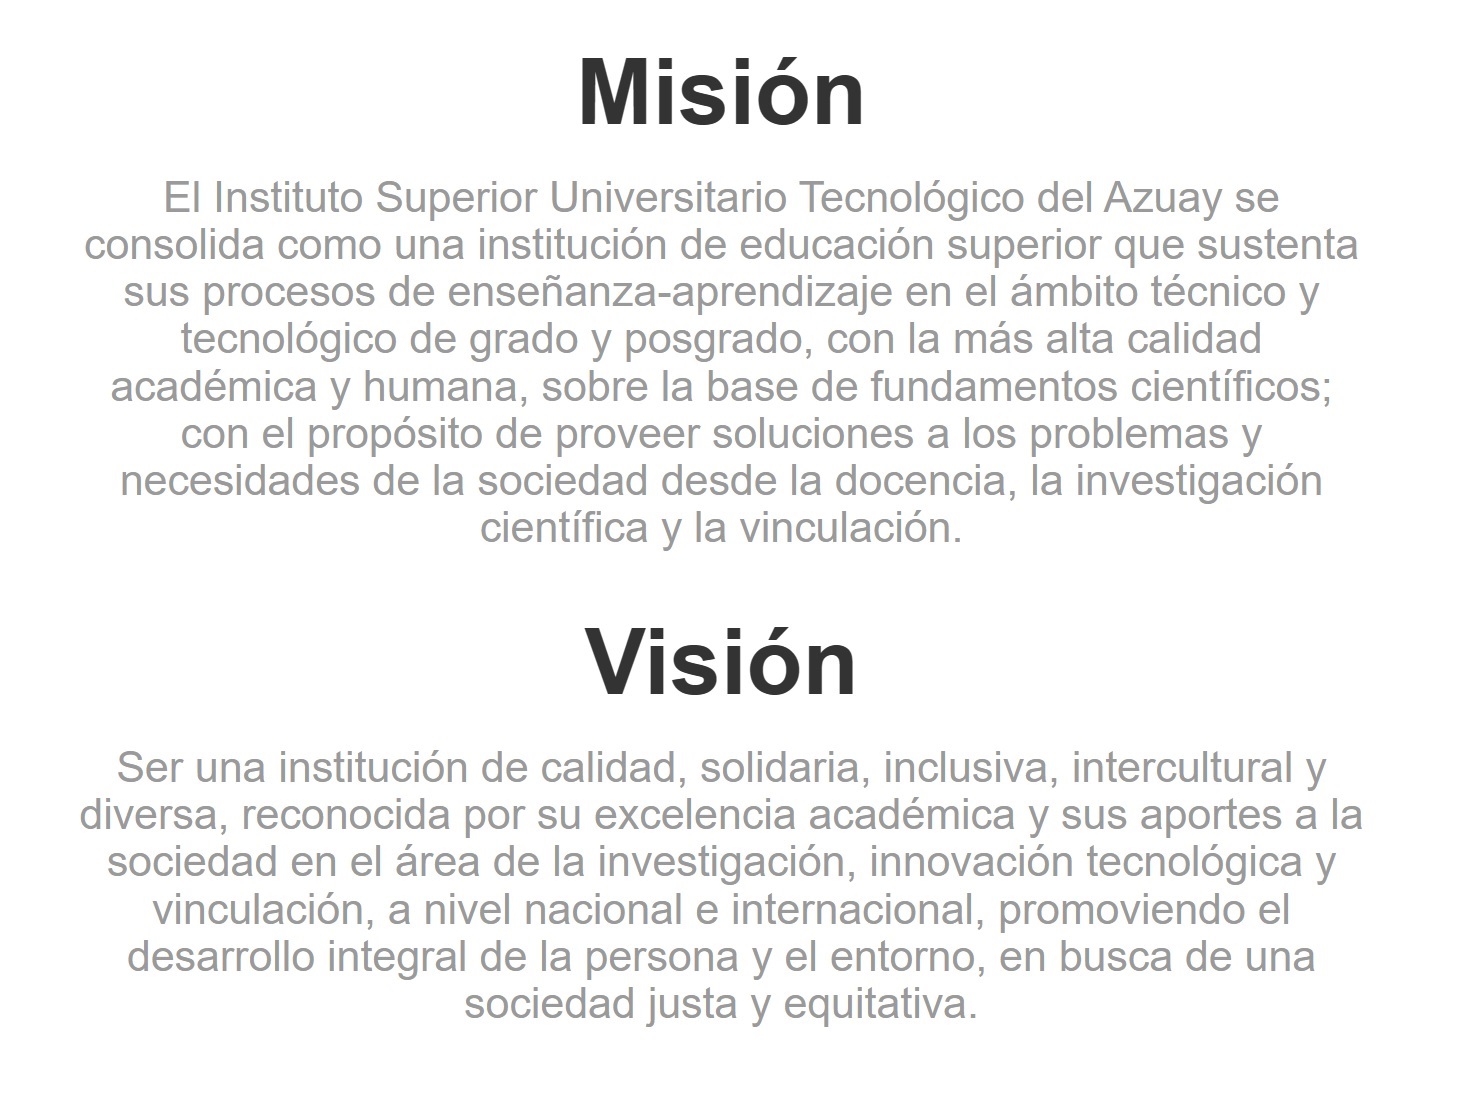 Misión
El Instituto Superior Universitario Tecnológico del Azuay se
consolida como una institución de educación superior que sustenta
sus procesos de enseñanza-aprendizaje en el ámbito técnico y
tecnológico de grado y posgrado, con la más alta calidad
académica y humana, sobre la base de fundamentos científicos;
con el propósito de proveer soluciones a los problemas y
necesidades de la sociedad desde la docencia, la investigación
científica y la vinculación.
Visión
Ser una institución de calidad, solidaria, inclusiva, intercultural y
diversa, reconocida por su excelencia académica y sus aportes a la
sociedad en el área de la investigación, innovación tecnológica y
vinculación, a nivel nacional e internacional, promoviendo el
desarrollo integral de la persona y el entorno, en busca de una
sociedad justa y equitativa.